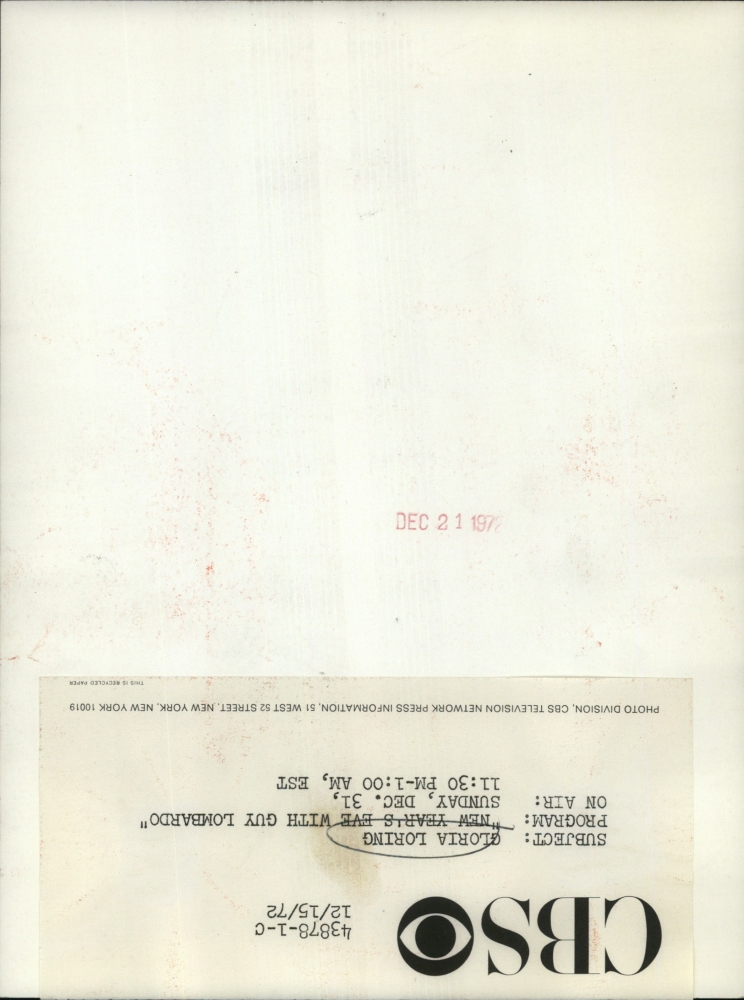 CBS
43878-1-C
12/15/72
SUBJECT: GLORIA LORING
PROGRAM: "NEW YEAR'S EVE WITH GUY LOMBARDO"
ON AIR: SUNDAY, DEC. 31,
11:30 PM-1:00 AM, EST
PHOTO DIVISION, CBS TELEVISION NETWORK PRESS INFORMATION, 51 WEST 52 STREET, NEW YORK, NEW YORK 10019
THIS IS RECYCLED PAPER
DEC 21 1972